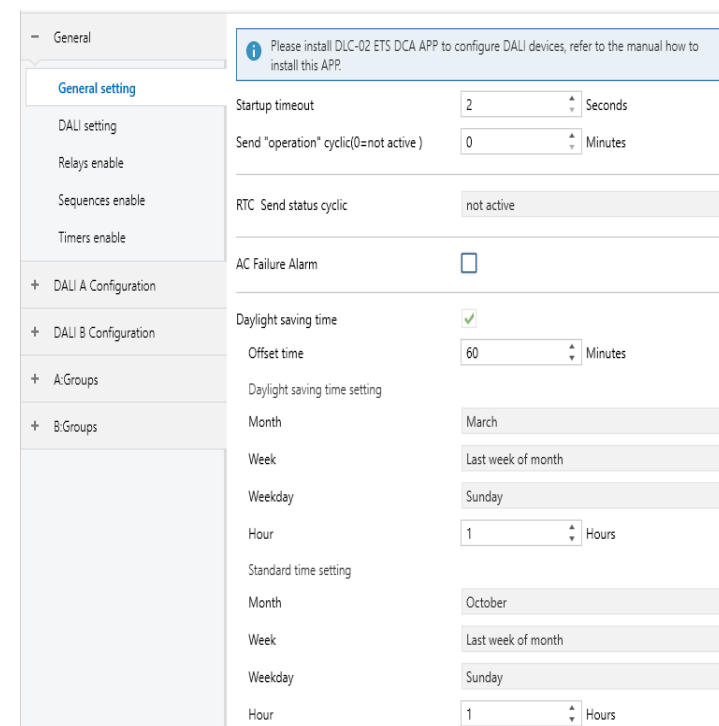 − General
General setting
DALI setting
Relays enable
Sequences enable
Timers enable
+ DALI A Configuration
+ DALI B Configuration
+ A:Groups
+ B:Groups
Please install DLC-02 ETS DCA APP to configure DALI devices, refer to the manual how to
install this APP.
Startup timeout 2 Seconds
Send "operation" cyclic(0=not active ) 0 Minutes
RTC Send status cyclic not active
AC Failure Alarm
Daylight saving time
Offset time 60 Minutes
Daylight saving time setting
Month March
Week Last week of month
Weekday Sunday
Hour 1 Hours
Standard time setting
Month October
Week Last week of month
Weekday Sunday
Hour 1 Hours